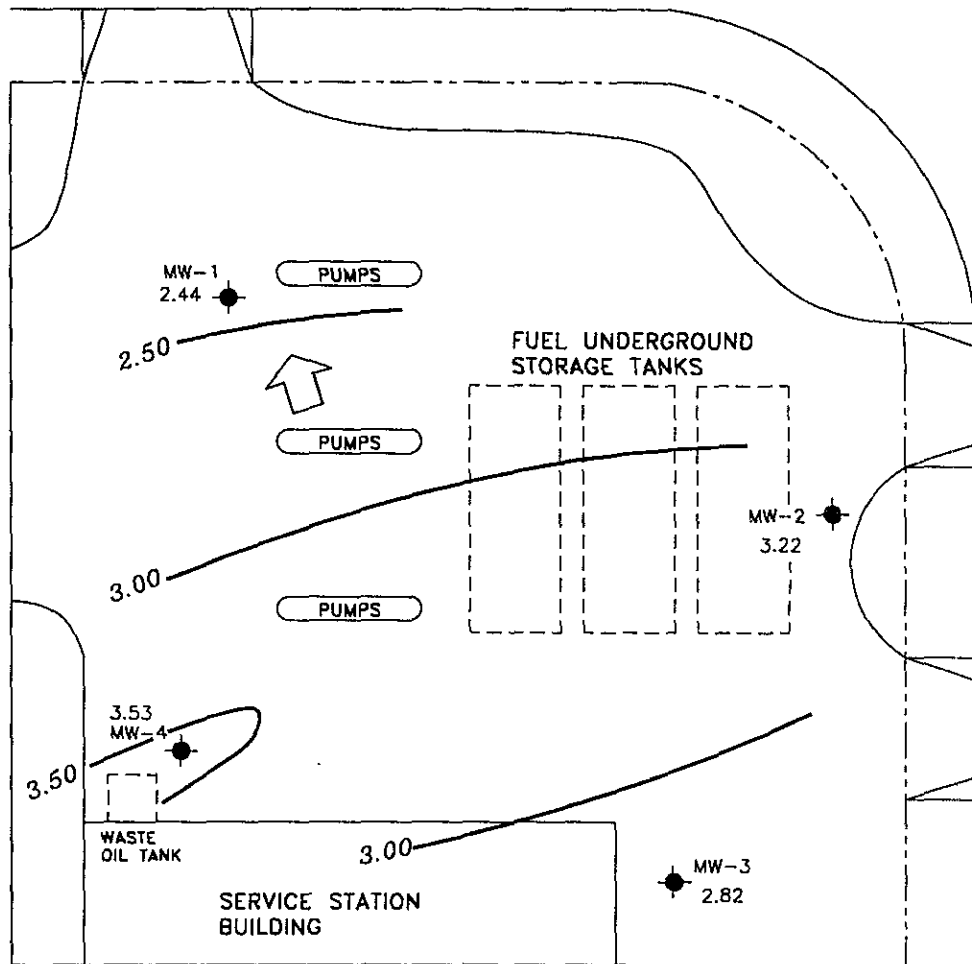 MW-1
2.44
PUMPS
2.50
FUEL UNDERGROUND
STORAGE TANKS
PUMPS
MW-2
3.22
3.00
PUMPS
3.53
MW-4
3.50
WASTE
OIL TANK
3.00
MW-3
2.82
SERVICE STATION
BUILDING